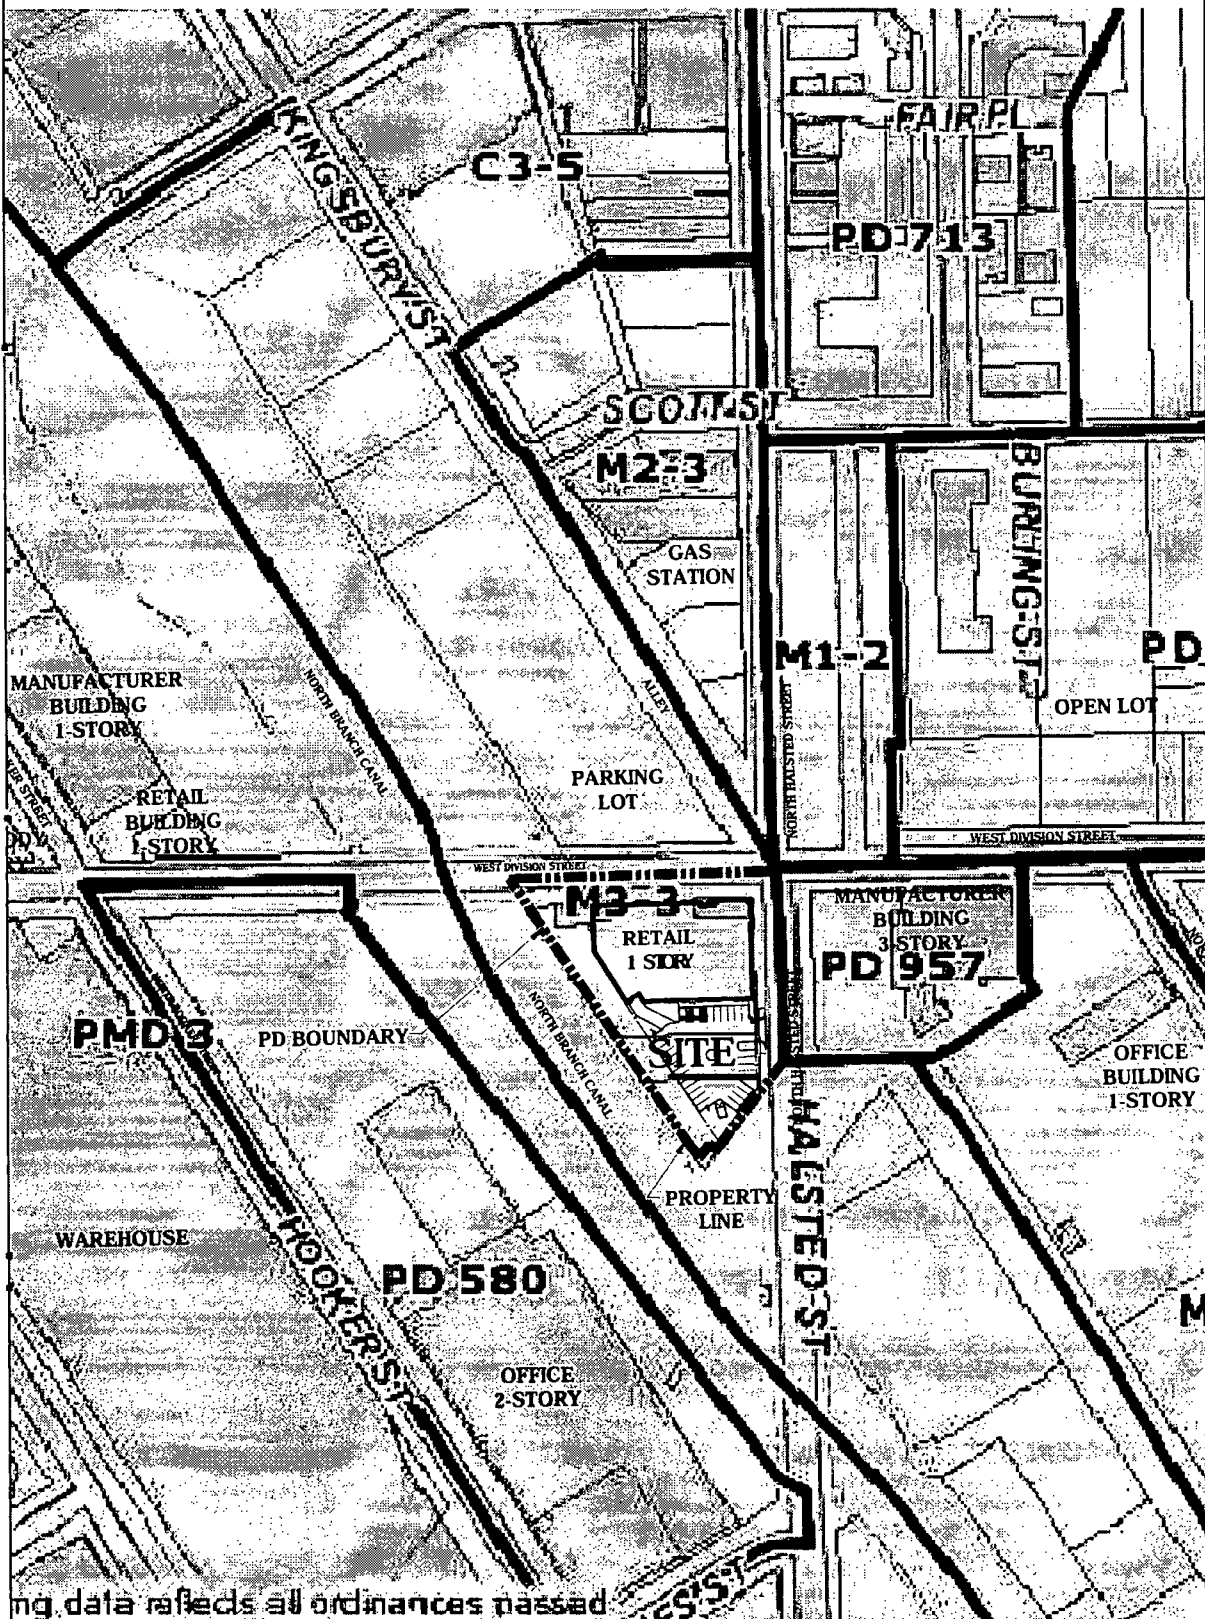 FAIR PL
KINGSBURY ST
C3-5
PD 713
SCOTT ST
M2-3
BURLING ST
GAS
STATION
M1-2
PD
MANUFACTURER
BUILDING
1-STORY
NORTH BRANCH CANAL
ALLEY
NORTH HALSTED STREET
OPEN LOT
PARKING
LOT
RETAIL
BUILDING
1-STORY
WEST DIVISION STREET
WEST DIVISION STREET
M3-3
MANUFACTURER
BUILDING
3-STORY
RETAIL
1 STORY
PD 957
PMD 3
PD BOUNDARY
NORTH BRANCH CANAL
SITE
OFFICE
BUILDING
1-STORY
HALSTED ST
PROPERTY
LINE
WAREHOUSE
HOOKER ST
PD 580
M
OFFICE
2-STORY
ng data reflects all ordinances passed